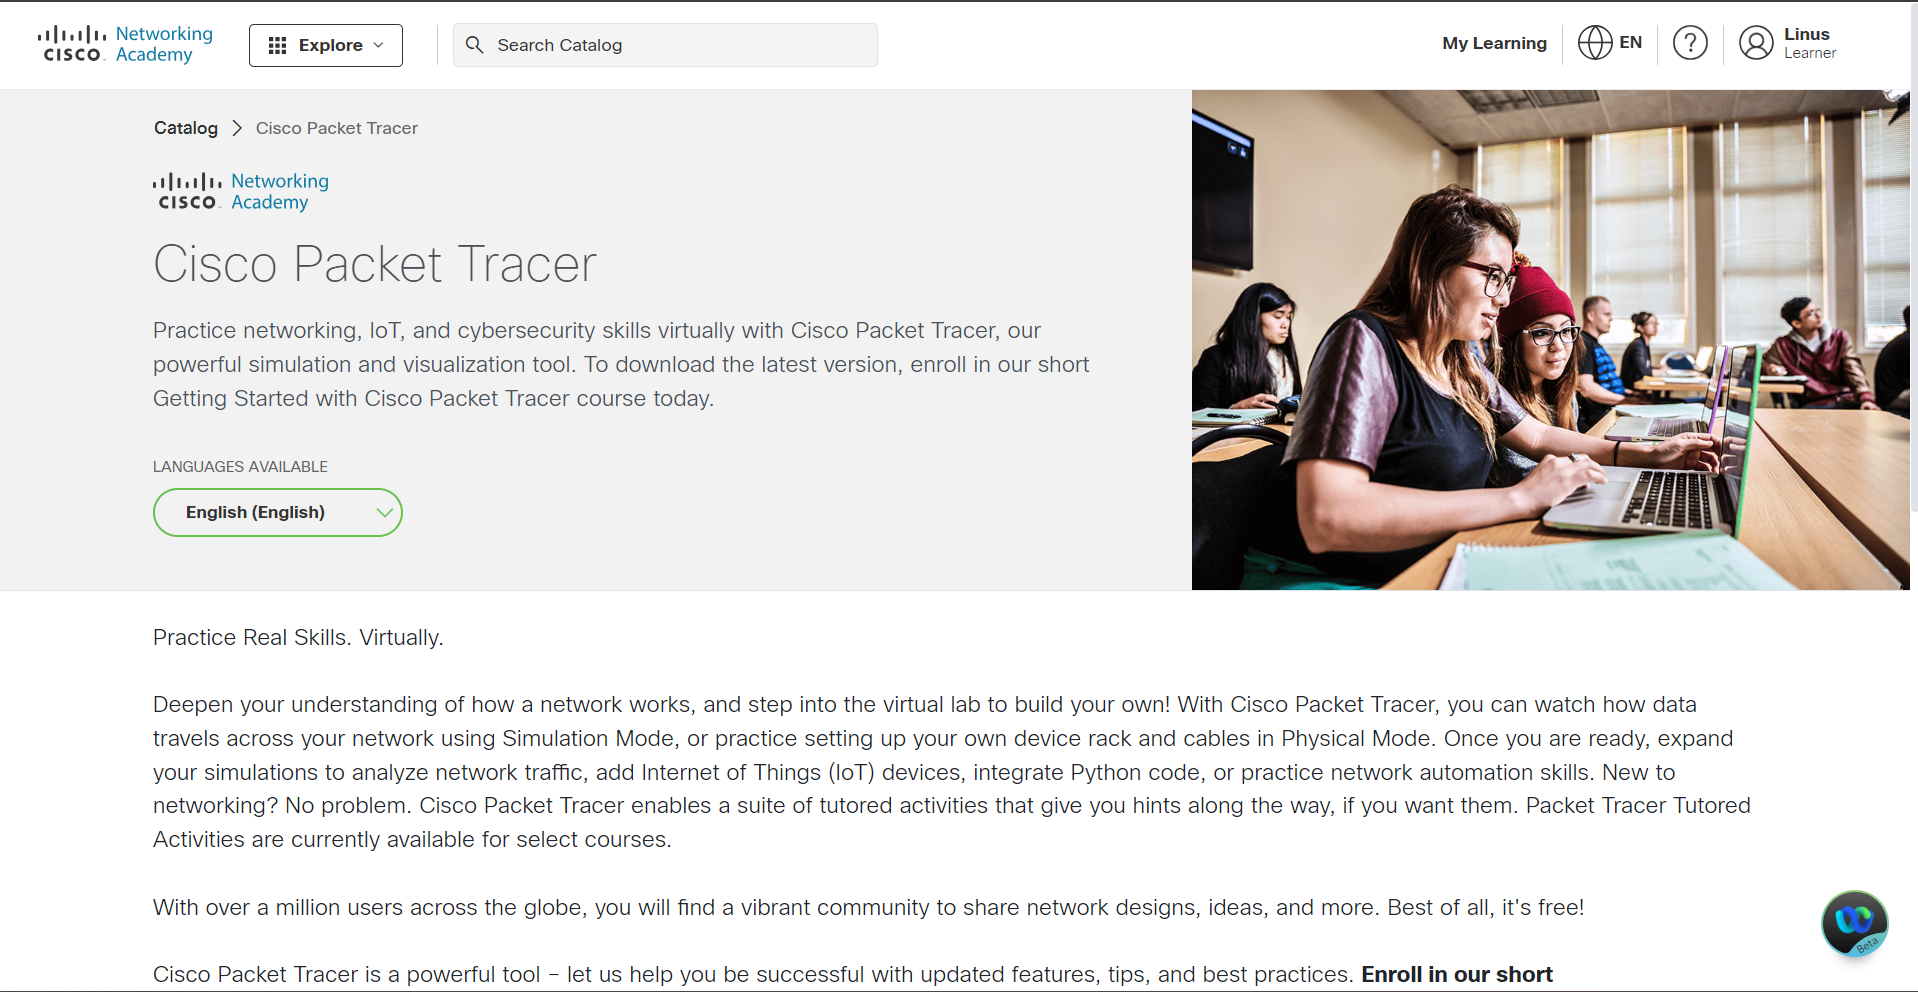 CISCO Networking Academy
Explore
Search Catalog
My Learning
EN
?
Linus
Learner
Catalog > Cisco Packet Tracer
CISCO Networking Academy
Cisco Packet Tracer
Practice networking, IoT, and cybersecurity skills virtually with Cisco Packet Tracer, our
powerful simulation and visualization tool. To download the latest version, enroll in our short
Getting Started with Cisco Packet Tracer course today.
LANGUAGES AVAILABLE
English (English)
Practice Real Skills. Virtually.
Deepen your understanding of how a network works, and step into the virtual lab to build your own! With Cisco Packet Tracer, you can watch how data
travels across your network using Simulation Mode, or practice setting up your own device rack and cables in Physical Mode. Once you are ready, expand
your simulations to analyze network traffic, add Internet of Things (IoT) devices, integrate Python code, or practice network automation skills. New to
networking? No problem. Cisco Packet Tracer enables a suite of tutored activities that give you hints along the way, if you want them. Packet Tracer Tutored
Activities are currently available for select courses.
With over a million users across the globe, you will find a vibrant community to share network designs, ideas, and more. Best of all, it's free!
Beta
Cisco Packet Tracer is a powerful tool – let us help you be successful with updated features, tips, and best practices. Enroll in our short